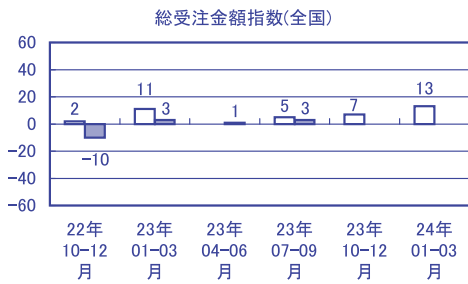 総受注金額指数(全国)
60
40
20
0
−20
−40
−60
2
−10
11
3
1
5
3
7
13
22年
10−12
月
23年
01−03
月
23年
04−06
月
23年
07−09
月
23年
10−12
月
24年
01−03
月